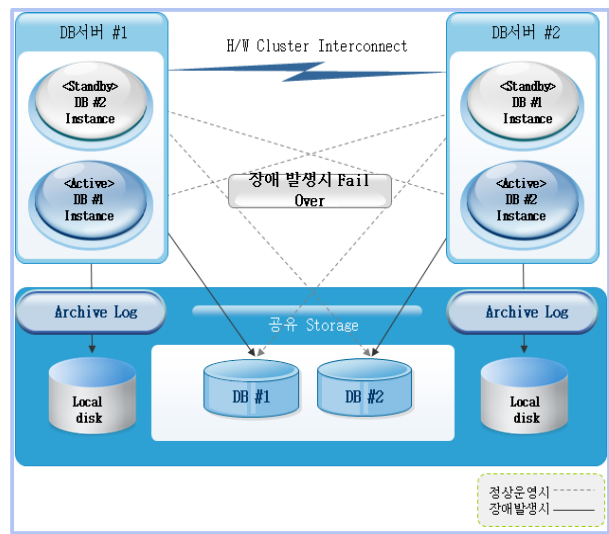 DB서버 #1
H/W Cluster Interconnect
DB서버 #2
<Standby>
DB #2
Instance
<Standby>
DB #1
Instance
<Active>
DB #1
Instance
장애 발생시 Fail
Over
<Active>
DB #2
Instance
Archive Log
공유 Storage
Archive Log
Local
disk
DB #1
DB #2
Local
disk
정상운영시
장애발생시